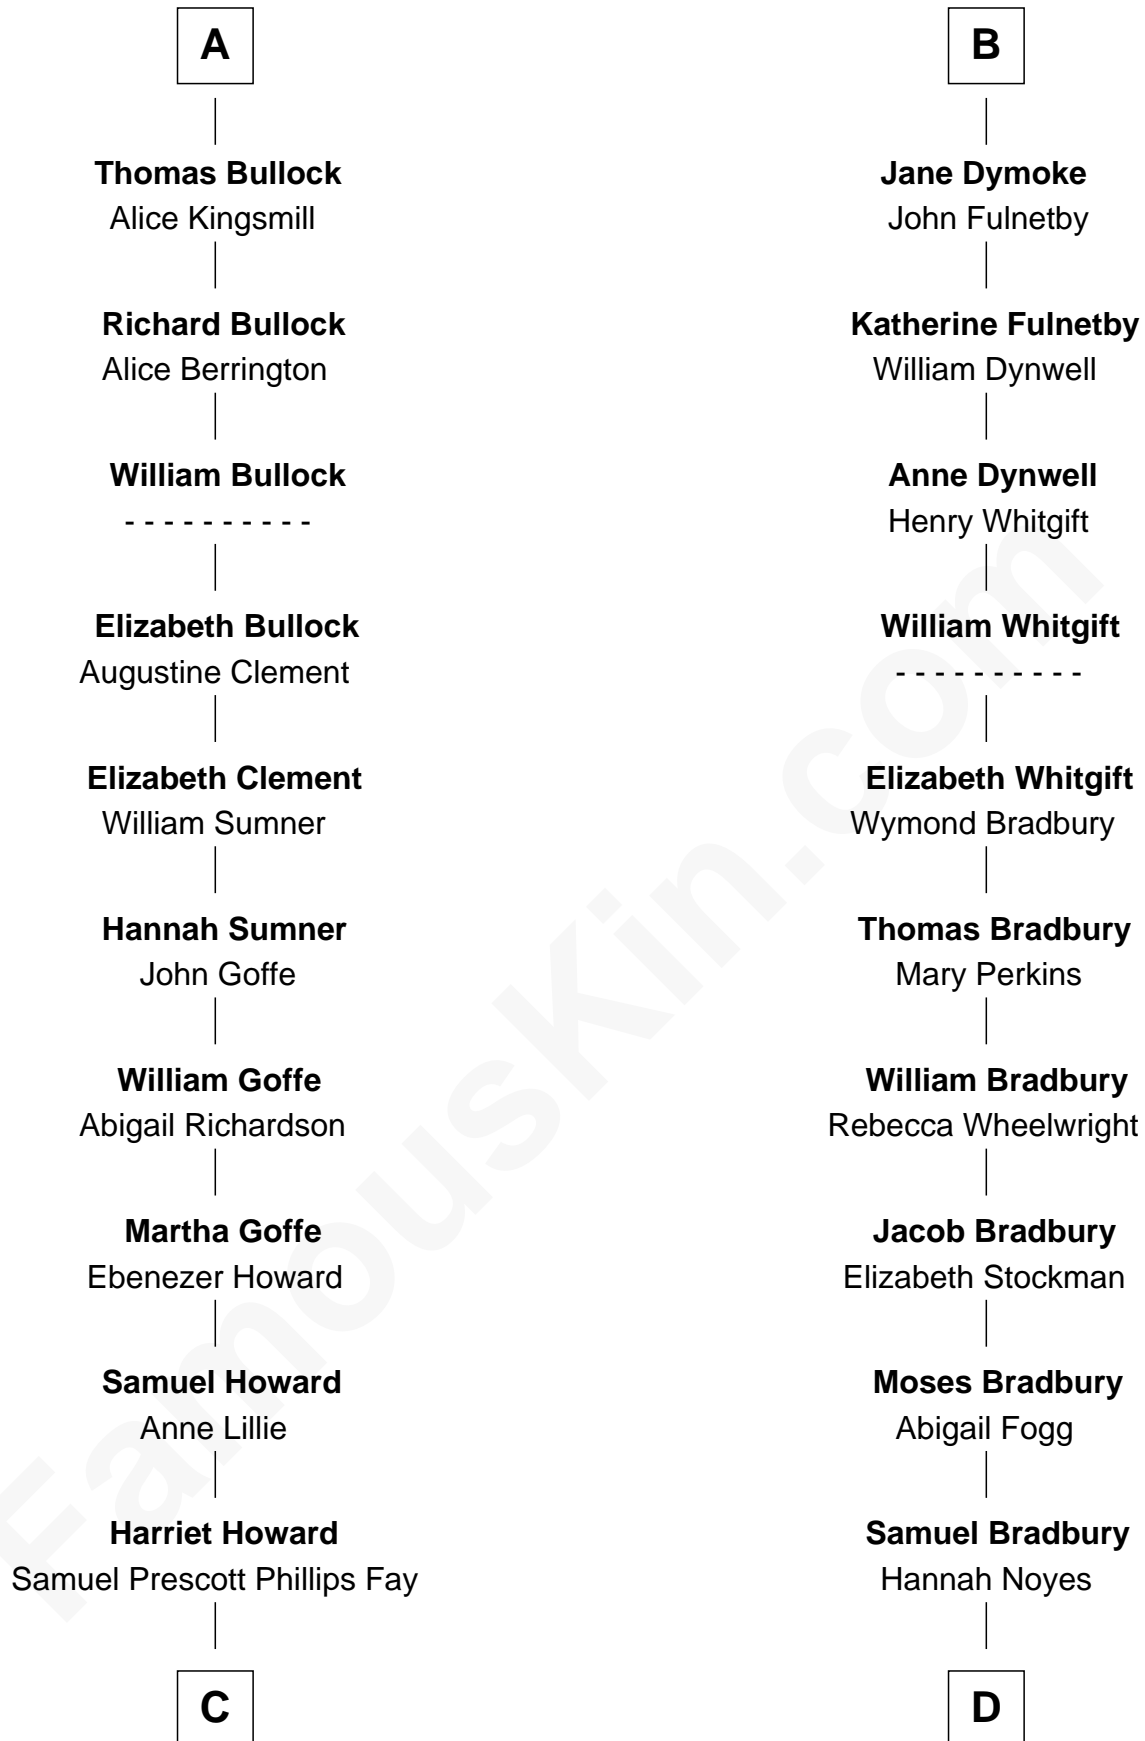 A
Thomas Bullock
Alice Kingsmill
Richard Bullock
Alice Berrington
William Bullock
- - - - - - - - - -
Elizabeth Bullock
Augustine Clement
Elizabeth Clement
William Sumner
Hannah Sumner
John Goffe
William Goffe
Abigail Richardson
Martha Goffe
Ebenezer Howard
Samuel Howard
Anne Lillie
Harriet Howard
Samuel Prescott Phillips Fay
C
B
Jane Dymoke
John Fulnetby
Katherine Fulnetby
William Dynwell
Anne Dynwell
Henry Whitgift
William Whitgift
- - - - - - - - - -
Elizabeth Whitgift
Wymond Bradbury
Thomas Bradbury
Mary Perkins
William Bradbury
Rebecca Wheelwright
Jacob Bradbury
Elizabeth Stockman
Moses Bradbury
Abigail Fogg
Samuel Bradbury
Hannah Noyes
D
FamousKin.com